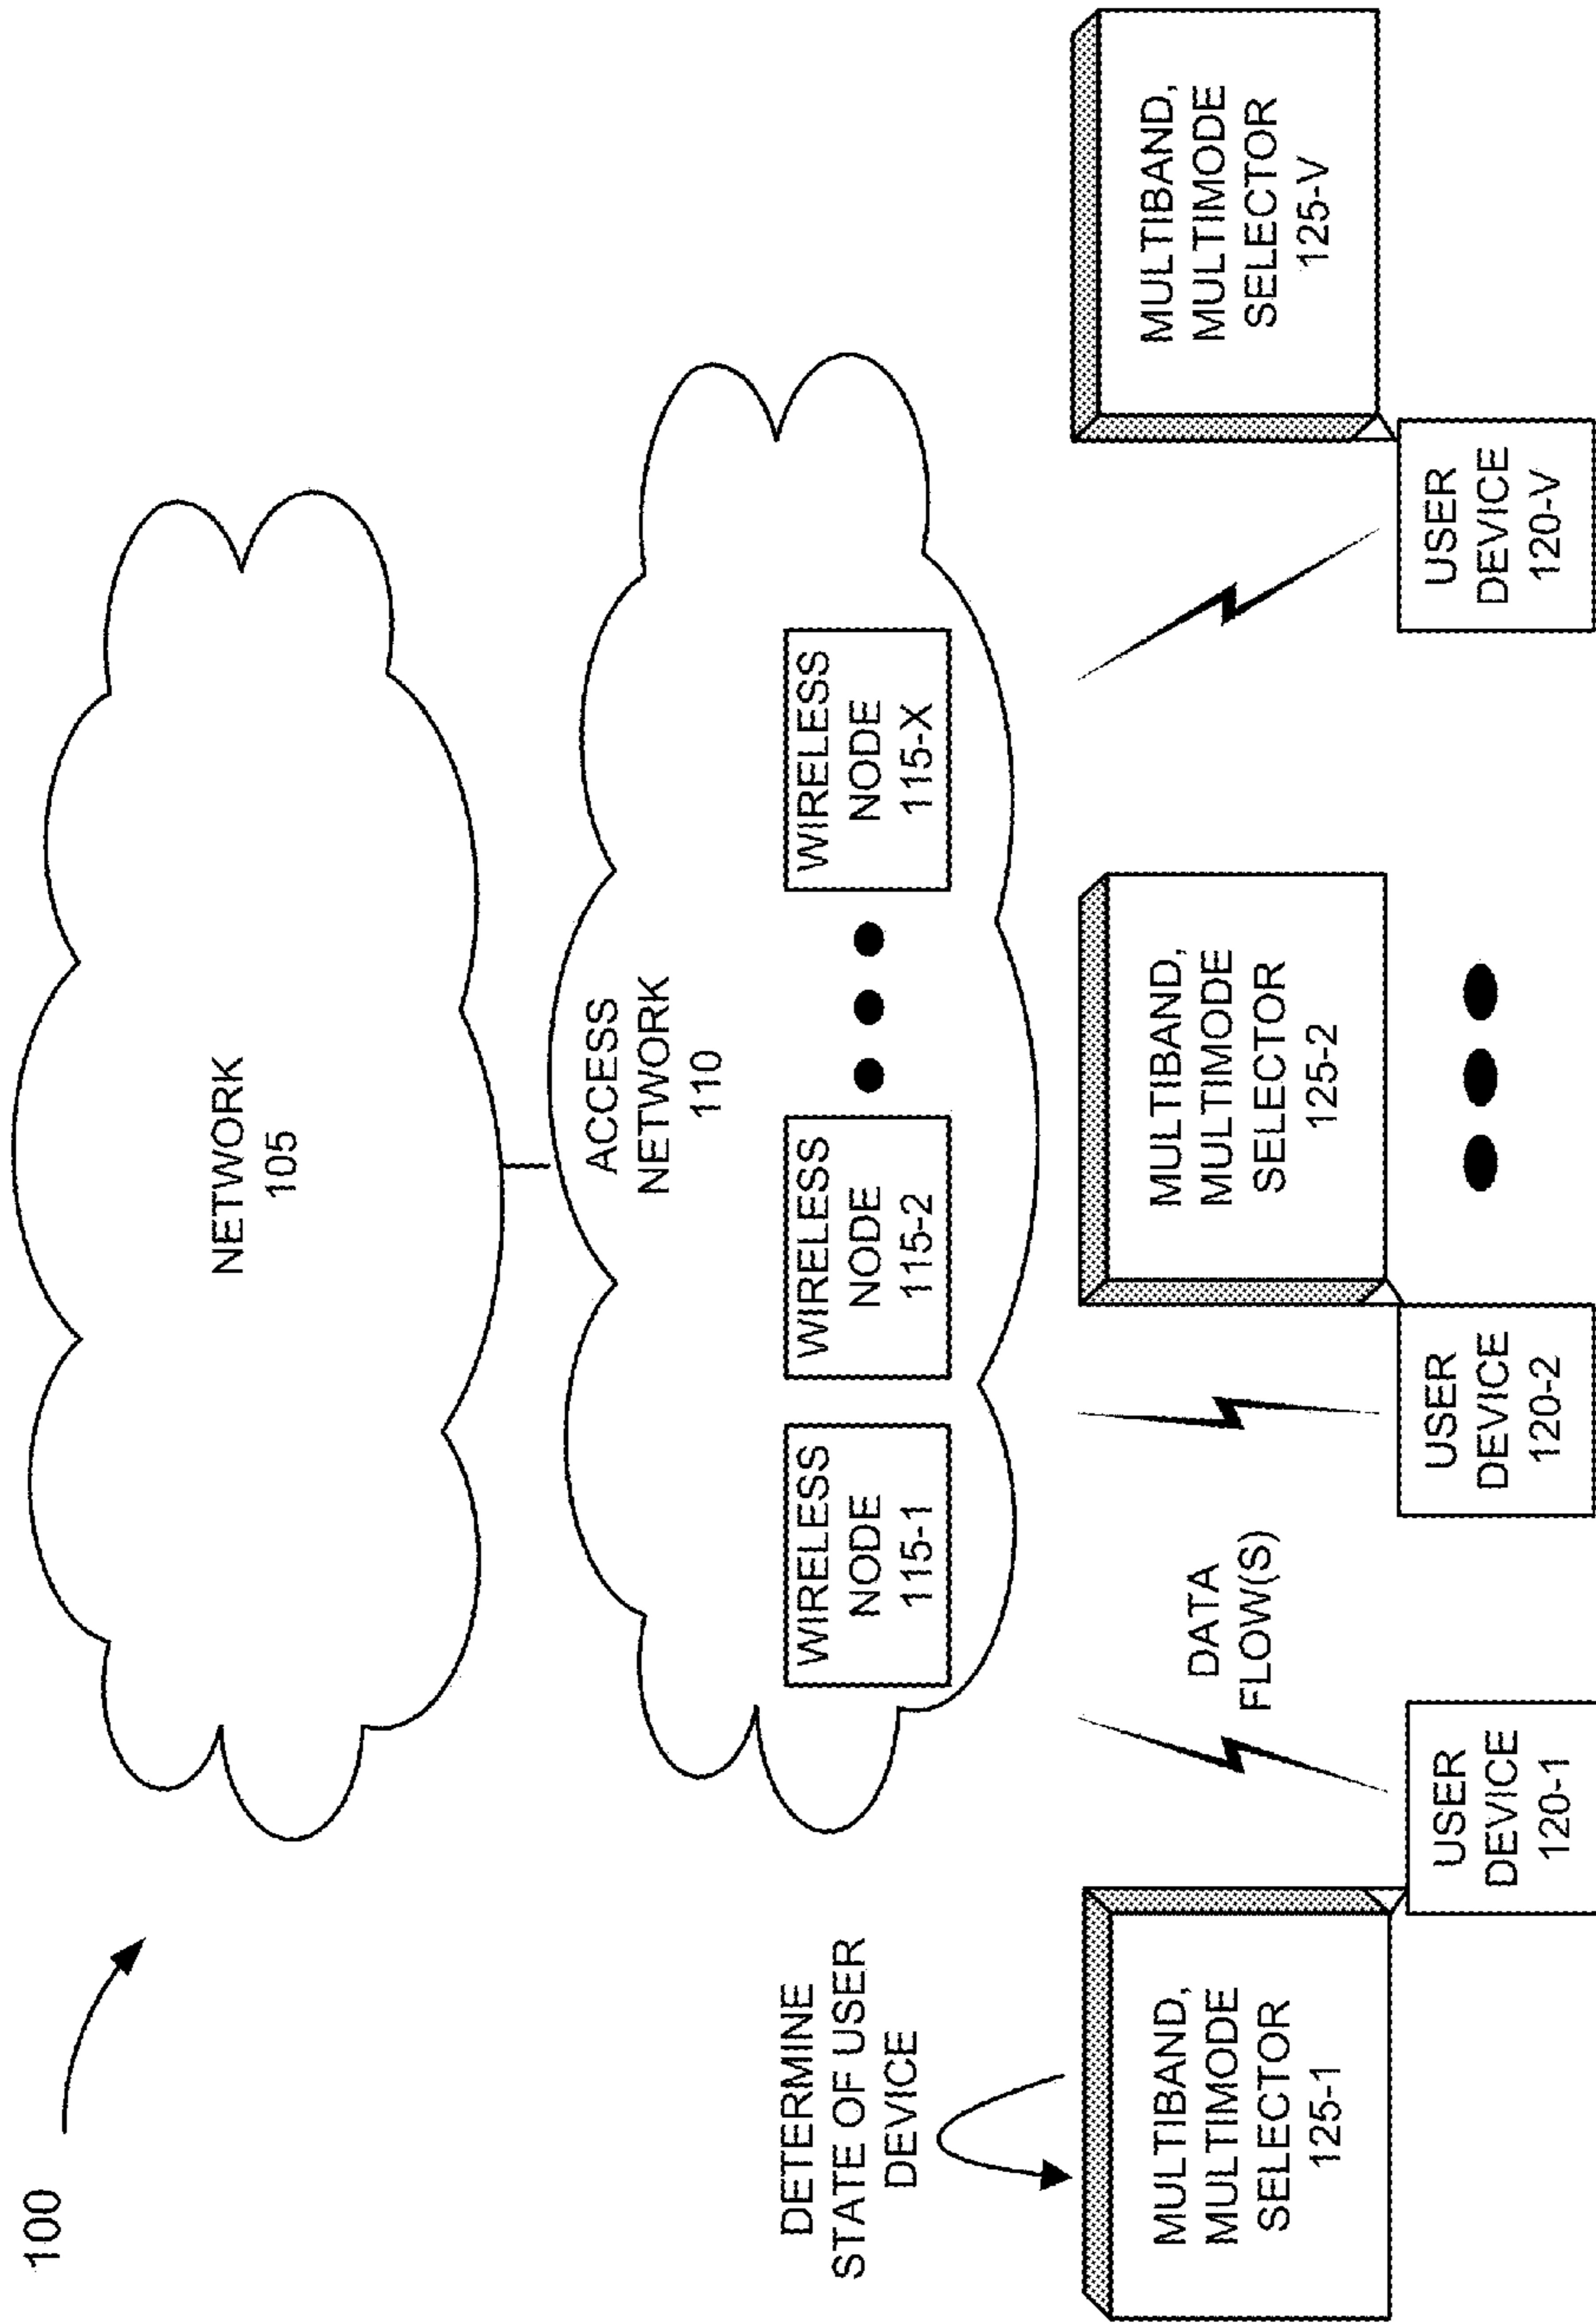 100
NETWORK
105
ACCESS
NETWORK
110
WIRELESS
NODE
115-1
WIRELESS
NODE
115-2
WIRELESS
NODE
115-X
DETERMINE
STATE OF USER
DEVICE
MULTIBAND,
MULTIMODE
SELECTOR
125-1
DATA
FLOW(S)
MULTIBAND,
MULTIMODE
SELECTOR
125-2
MULTIBAND,
MULTIMODE
SELECTOR
125-V
USER
DEVICE
120-1
USER
DEVICE
120-2
USER
DEVICE
120-V